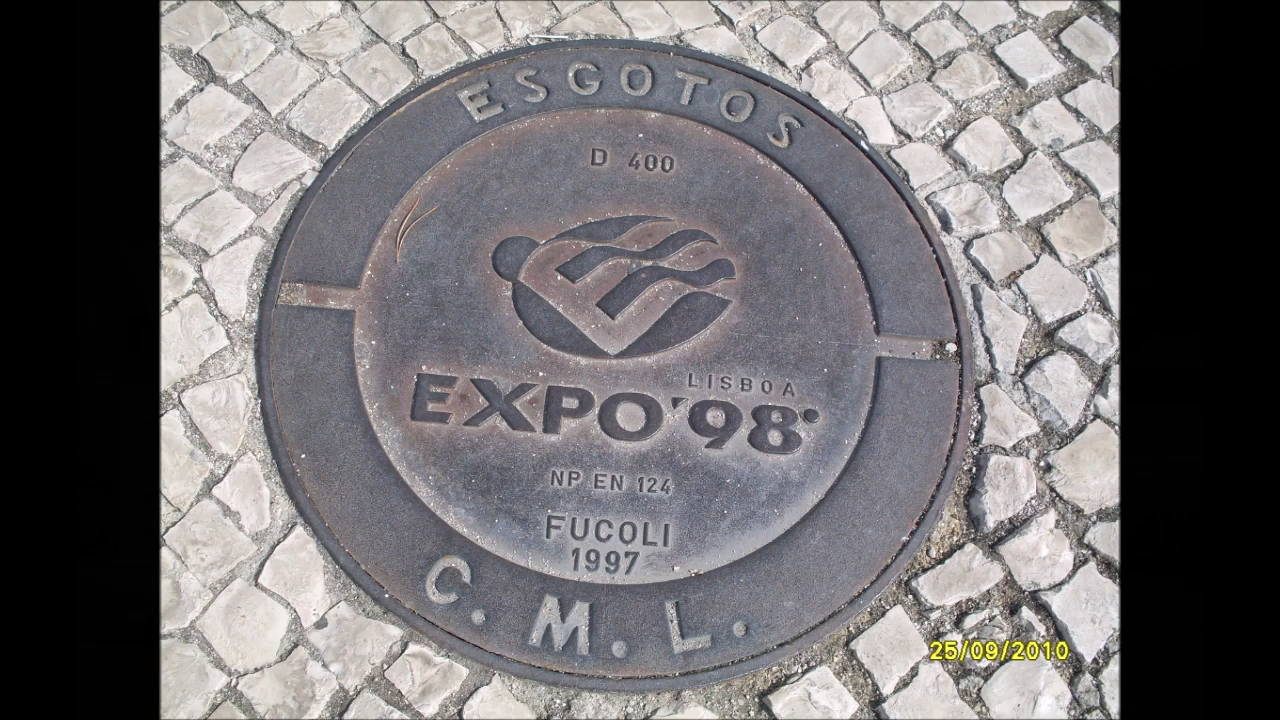 ESGOTOS
D 400
LISBOA
EXPO'98
NP EN 124
FUCOLI
1997
C. M. L.
25/09/2010